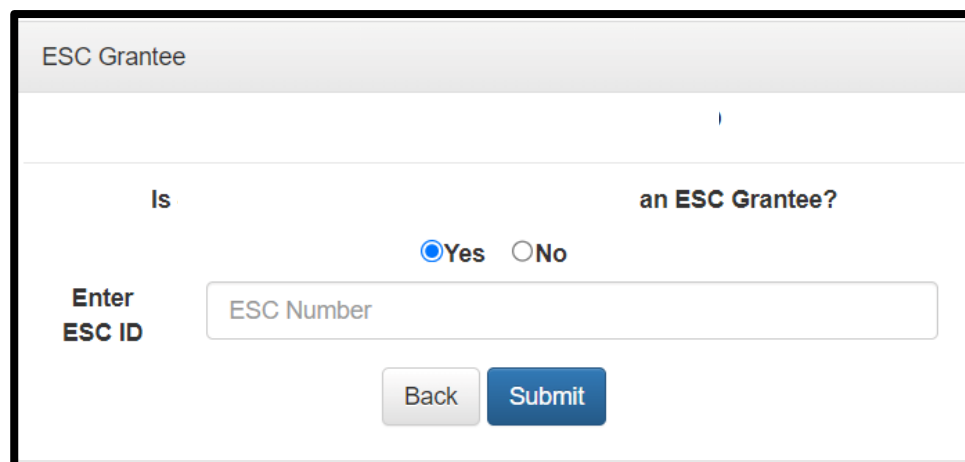 ESC Grantee
Is an ESC Grantee?
Yes No
Enter
ESC ID
ESC Number
Back Submit